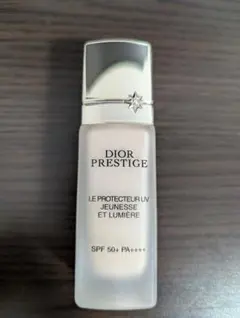 DIOR
PRESTIGE
LE PROTECTEUR UV
JEUNESSE
ET LUMIÈRE
SPF 50+ PA++++